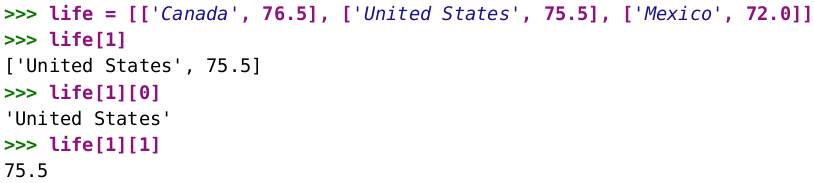 >>> life = [['Canada', 76.5], ['United States', 75.5], ['Mexico', 72.0]]
>>> life[1]
['United States', 75.5]
>>> life[1][0]
'United States'
>>> life[1][1]
75.5